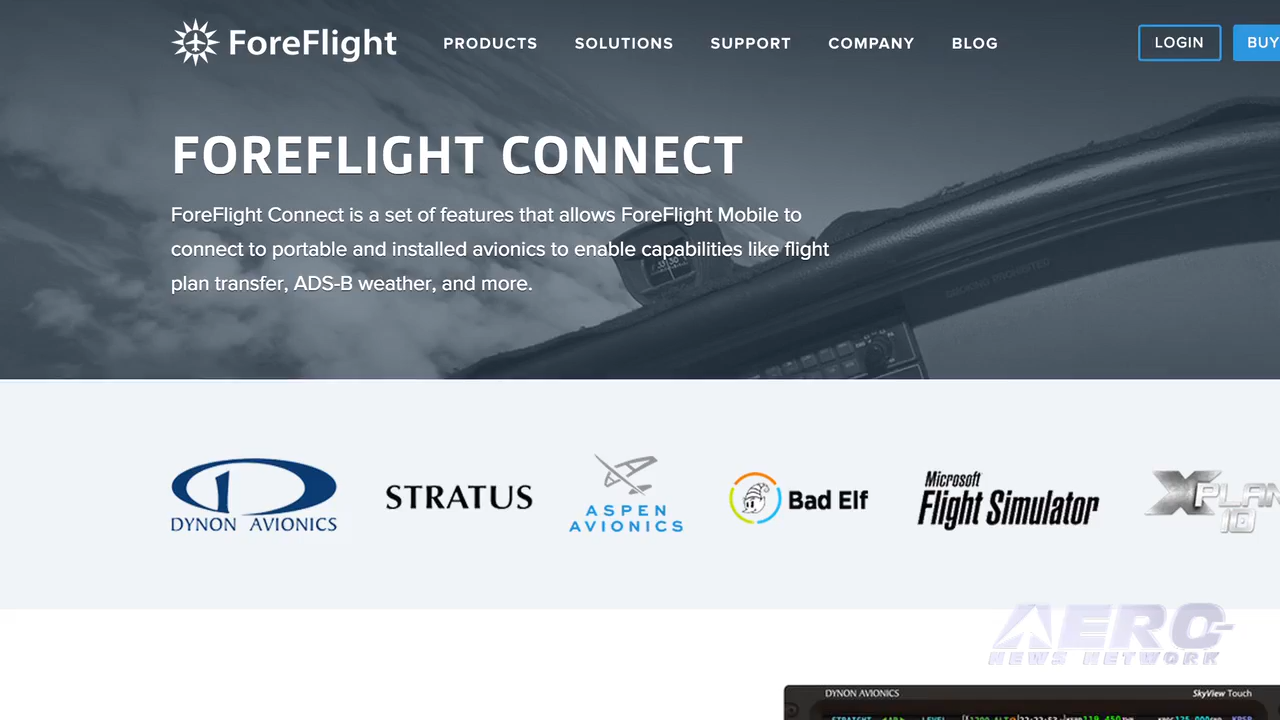 ForeFlight
PRODUCTS SOLUTIONS SUPPORT COMPANY BLOG LOGIN BUY
FOREFLIGHT CONNECT
ForeFlight Connect is a set of features that allows ForeFlight Mobile to
connect to portable and installed avionics to enable capabilities like flight
plan transfer, ADS-B weather, and more.
DYNON AVIONICS
STRATUS
ASPEN
AVIONICS
Bad Elf
Microsoft
Flight Simulator
X PLAN
10
AERO
NEWS NETWORK
DYNON AVIONICS SkyView Touch